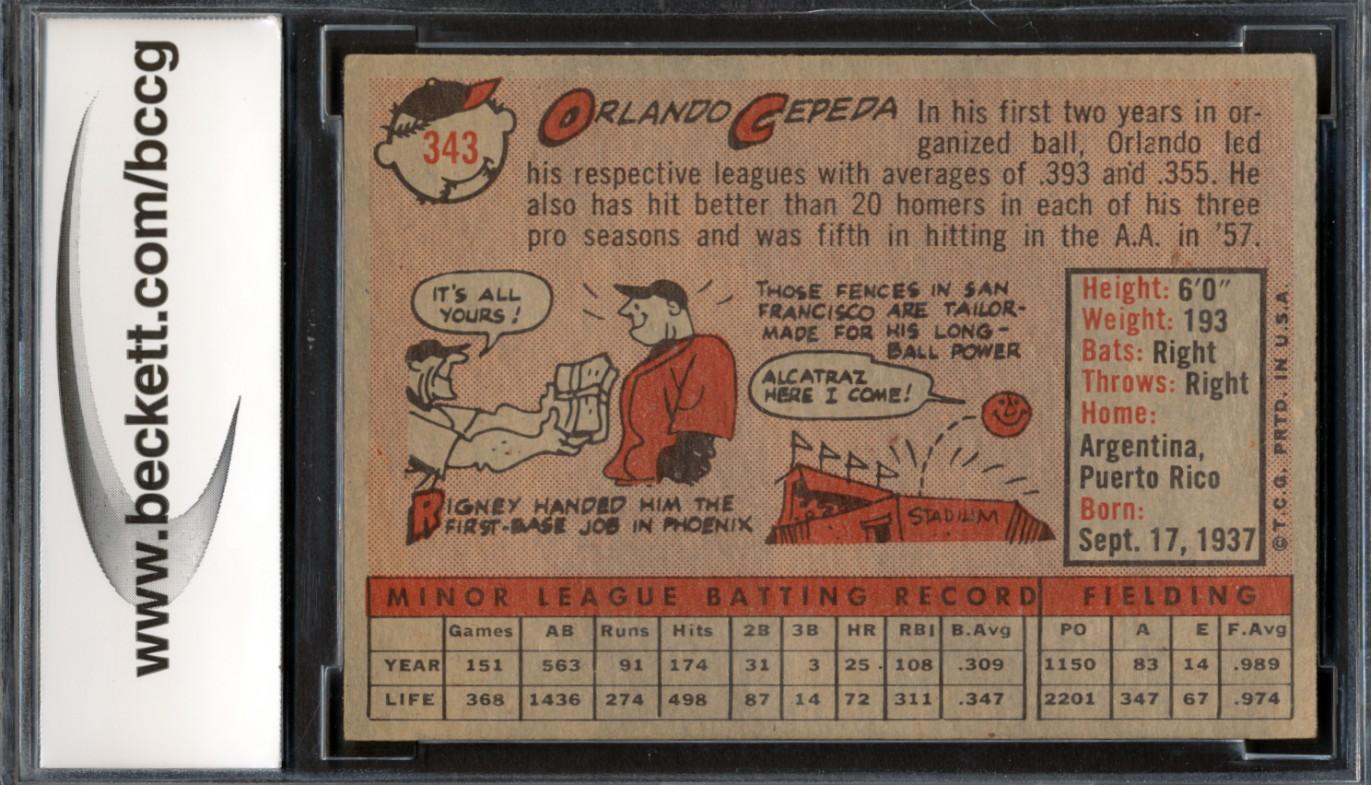 www.beckett.com/bccg
343
ORLANDO CEPEDA
In his first two years in or-
ganized ball, Orlando led
his respective leagues with averages of .393 and .355. He
also has hit better than 20 homers in each of his three
pro seasons and was fifth in hitting in the A.A. in '57.
IT'S ALL
YOURS!
RIGNEY HANDED HIM THE
FIRST-BASE JOB IN PHOENIX
THOSE FENCES IN SAN
FRANCISCO ARE TAILOR-
MADE FOR HIS LONG-
BALL POWER
ALCATRAZ
HERE I COME!
STADIUM
Height: 6'0"
Weight: 193
Bats: Right
Throws: Right
Home:
Argentina,
Puerto Rico
Born:
Sept. 17, 1937
© T.C.G. PRTD. IN U.S.A.
MINOR LEAGUE BATTING RECORD FIELDING
Games AB Runs Hits 2B 3B HR RBI B.Avg PO A E F.Avg
YEAR 151 563 91 174 31 3 25 108 .309 1150 83 14 .989
LIFE 368 1436 274 498 87 14 72 311 .347 2201 347 67 .974